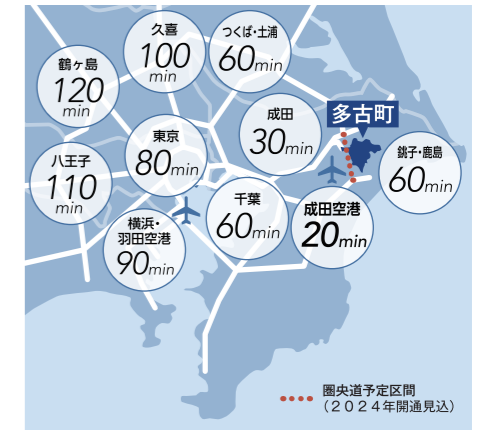 久喜
100
min
つくば・土浦
60min
鶴ヶ島
120
min
成田
30min
多古町
東京
80min
銚子・鹿島
60min
八王子
110
min
千葉
60min
成田空港
20min
横浜・
羽田空港
90min
圏央道予定区間
（２０２４年開通見込）